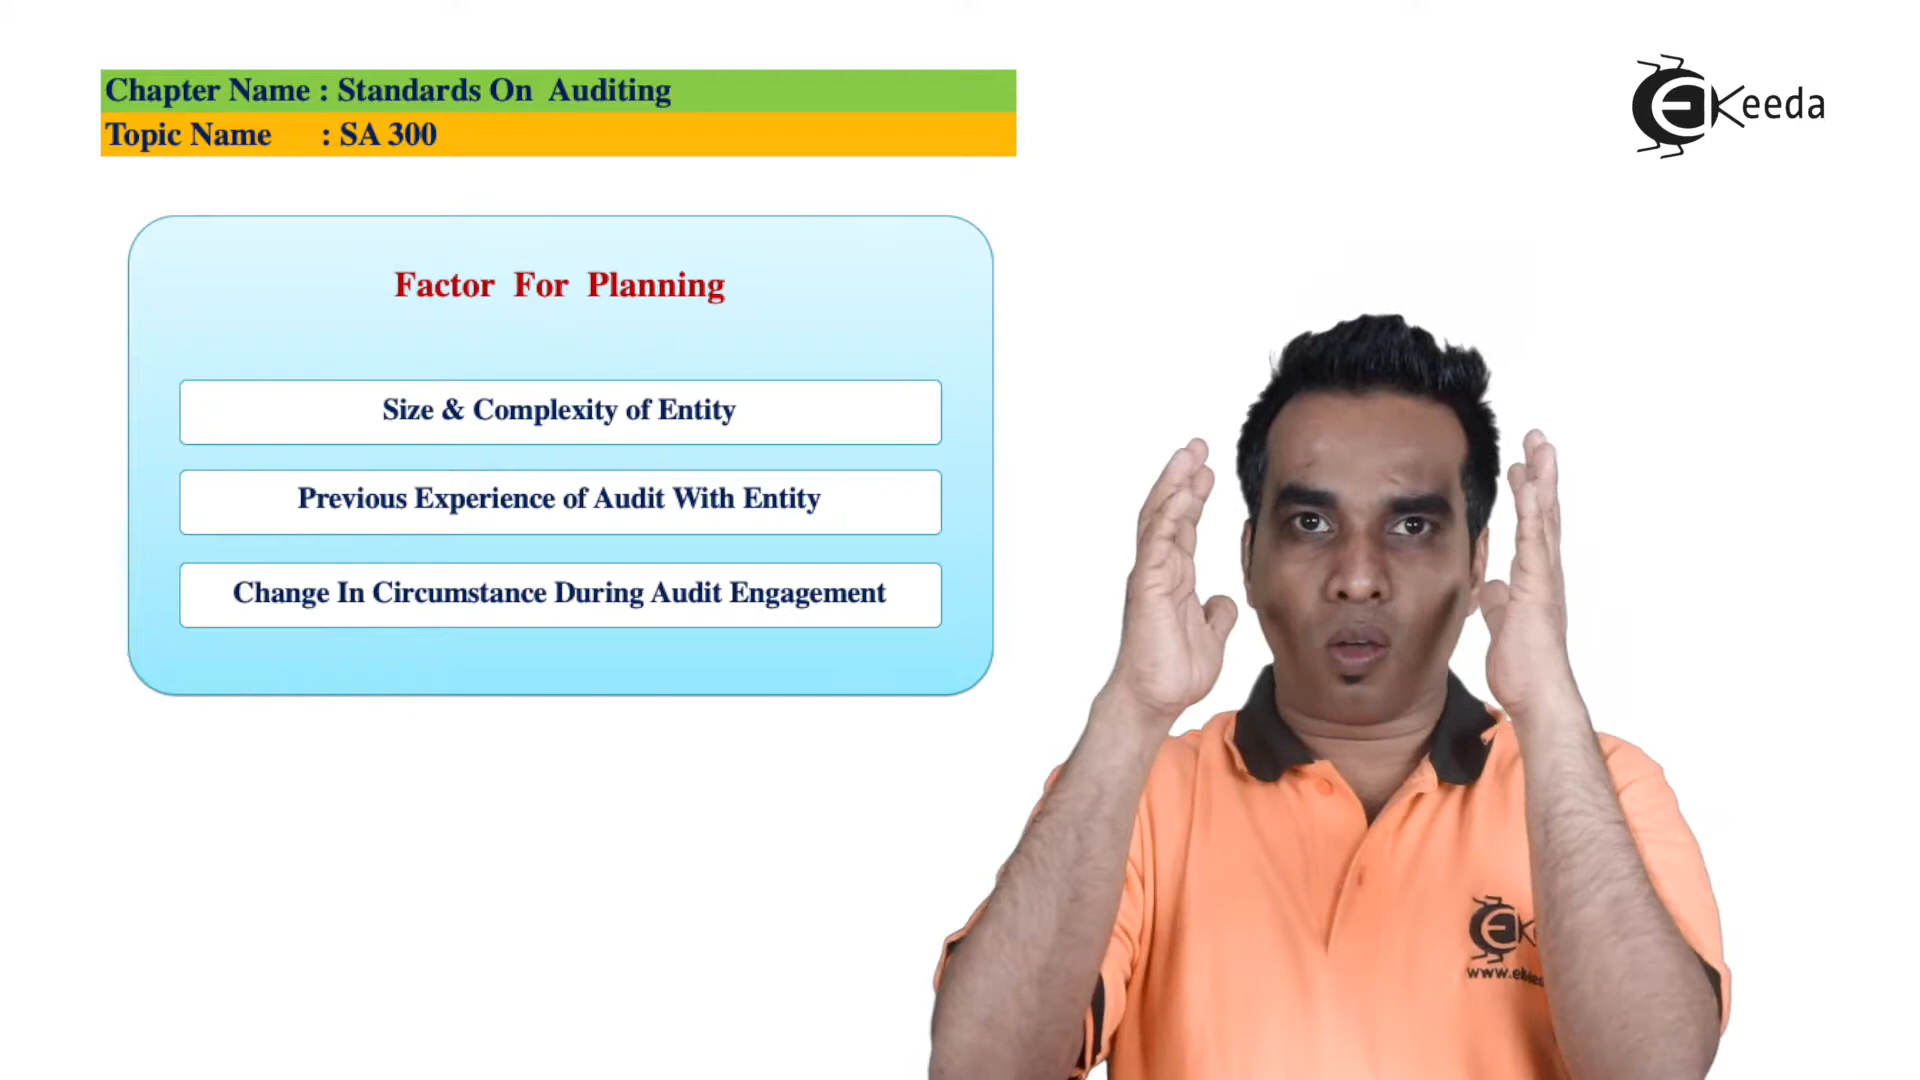 Chapter Name : Standards On Auditing
Topic Name : SA 300
EKeeda
Factor For Planning
Size & Complexity of Entity
Previous Experience of Audit With Entity
Change In Circumstance During Audit Engagement